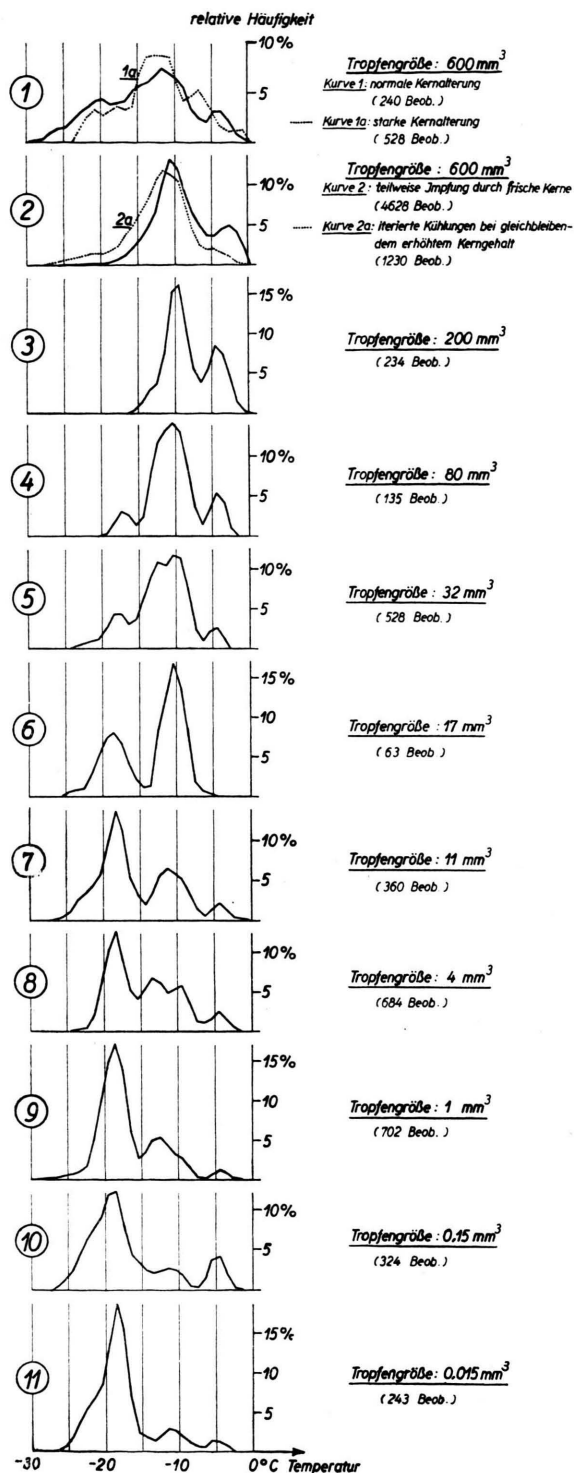 relative Häufigkeit
10%
5
1
1a
Tropfengröße: 600 mm³
Kurve 1: normale Kernalterung
(240 Beob.)
Kurve 1a: starke Kernalterung
(528 Beob.)
10%
5
2
2a
Tropfengröße: 600 mm³
Kurve 2: teilweise Jmpfung durch frische Kerne
(4628 Beob.)
Kurve 2a: iterierte Kühlungen bei gleichbleiben-
dem erhöhtem Kerngehalt
(1230 Beob.)
15%
10
5
3
Tropfengröße: 200 mm³
(234 Beob.)
10%
5
4
Tropfengröße: 80 mm³
(135 Beob.)
10%
5
5
Tropfengröße: 32 mm³
(528 Beob.)
15%
10
5
6
Tropfengröße: 17 mm³
(63 Beob.)
10%
5
7
Tropfengröße: 11 mm³
(360 Beob.)
10%
5
8
Tropfengröße: 4 mm³
(684 Beob.)
15%
10
5
9
Tropfengröße: 1 mm³
(702 Beob.)
10%
5
10
Tropfengröße: 0,15 mm³
(324 Beob.)
15%
10
5
11
Tropfengröße: 0,015 mm³
(243 Beob.)
-30 -20 -10 0°C Temperatur